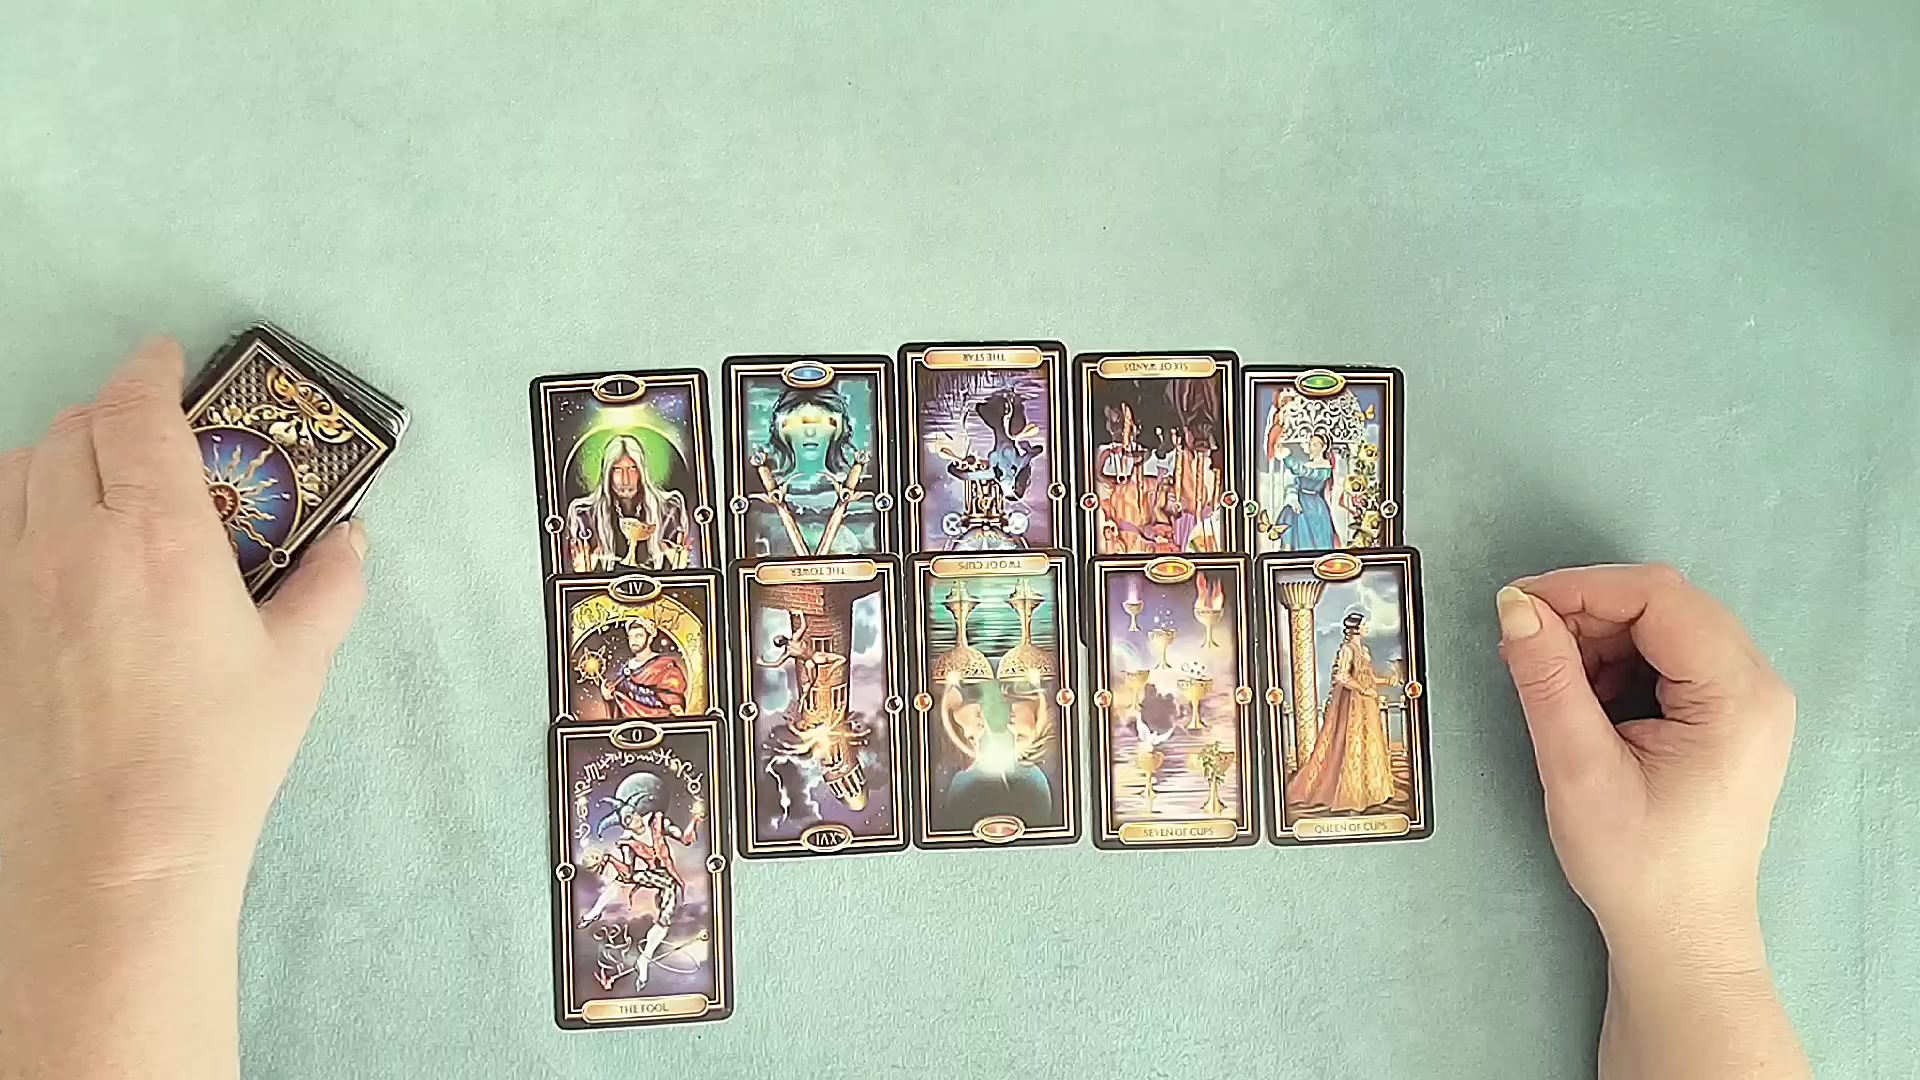 I
THE STAR
SIX OF WANDS
IV
THE TOWER
TWO OF CUPS
0
XVI
SEVEN OF CUPS
QUEEN OF CUPS
THE FOOL